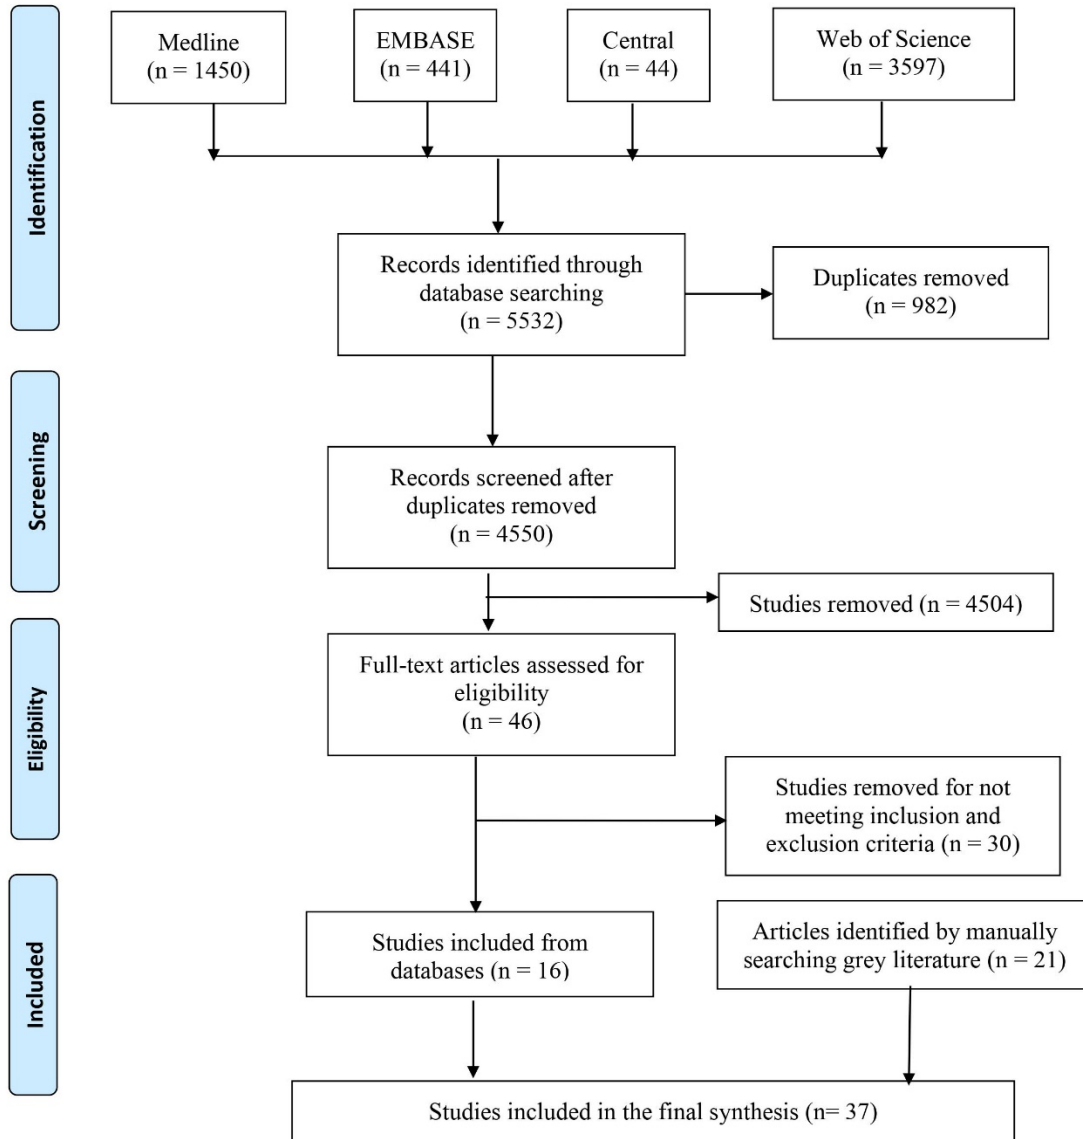 Identification
Medline
(n = 1450)
EMBASE
(n = 441)
Central
(n = 44)
Web of Science
(n = 3597)
Records identified through
database searching
(n = 5532)
Duplicates removed
(n = 982)
Screening
Records screened after
duplicates removed
(n = 4550)
Studies removed (n = 4504)
Eligibility
Full-text articles assessed for
eligibility
(n = 46)
Studies removed for not
meeting inclusion and
exclusion criteria (n = 30)
Included
Studies included from
databases (n = 16)
Articles identified by manually
searching grey literature (n = 21)
Studies included in the final synthesis (n= 37)